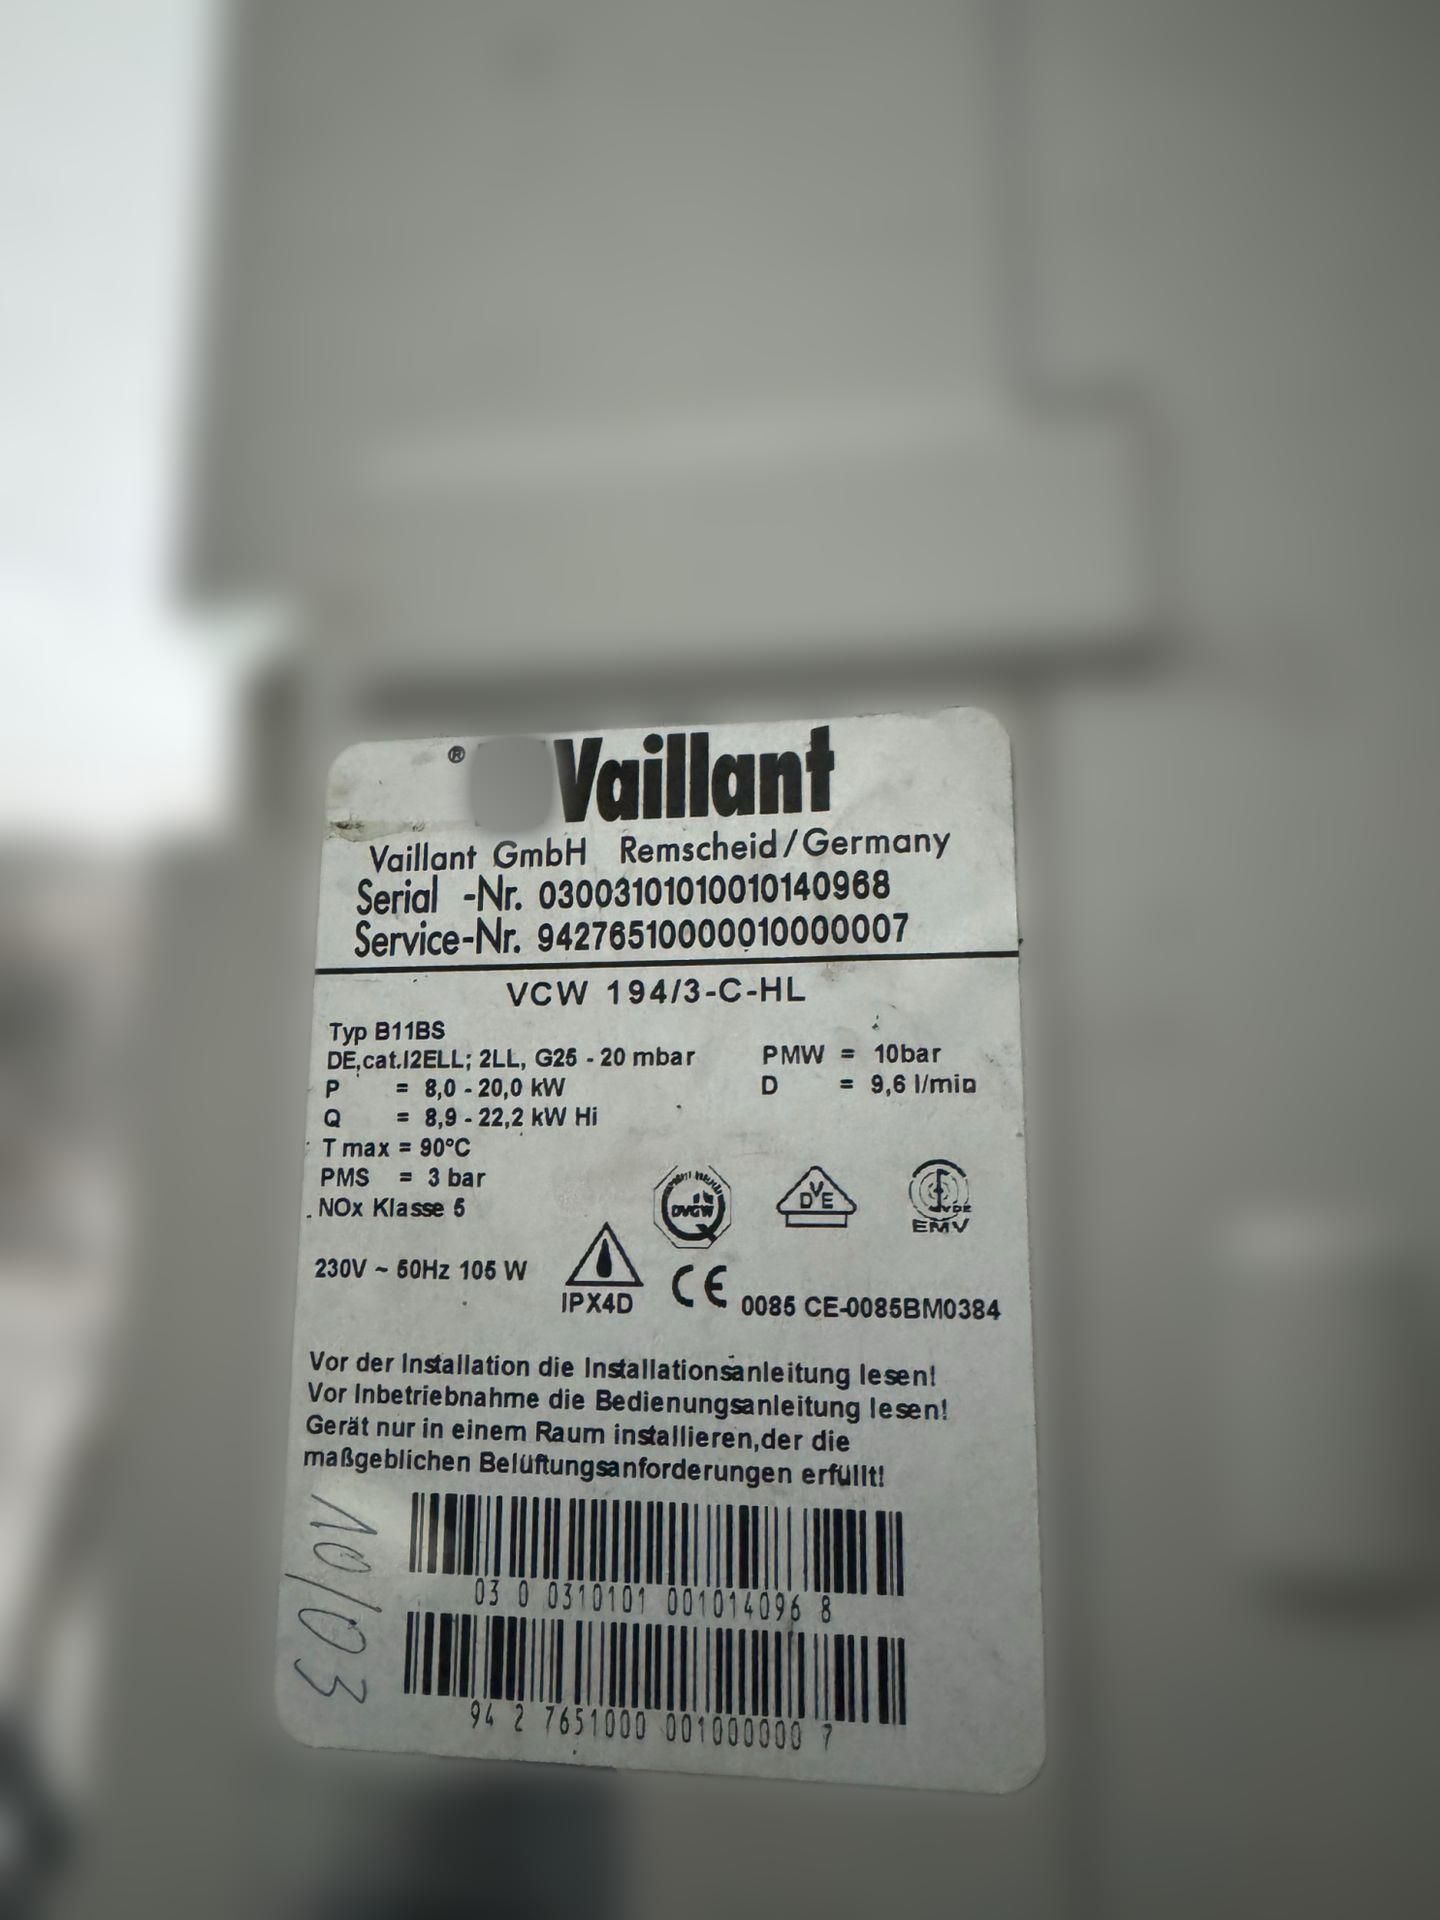 ® Vaillant
Vaillant GmbH Remscheid/Germany
Serial -Nr. 03003101010010140968
Service-Nr. 94276510000010000007
VCW 194/3-C-HL
Typ B11BS
DE,cat.I2ELL; 2LL, G25 - 20 mbar PMW = 10bar
P = 8,0 - 20,0 kW D = 9,6 l/min
Q = 8,9 - 22,2 kW Hi
T max = 90°C
PMS = 3 bar
NOx Klasse 5
DVGW
DVE
VDE
EMV
230V ~ 50Hz 105 W
IPX4D
CE 0085 CE-0085BM0384
Vor der Installation die Installationsanleitung lesen!
Vor Inbetriebnahme die Bedienungsanleitung lesen!
Gerät nur in einem Raum installieren,der die
maßgeblichen Belüftungsanforderungen erfüllt!
10/03
03 0 0310101 001014096 8
94 2 7651000 001000000 7